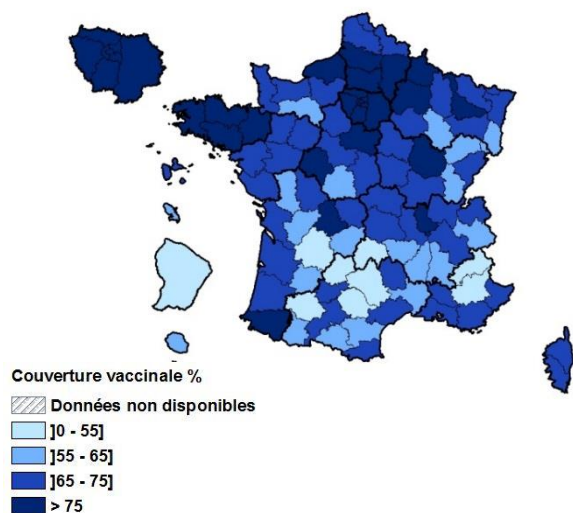 Couverture vaccinale %
Données non disponibles
]0 - 55]
]55 - 65]
]65 - 75]
> 75